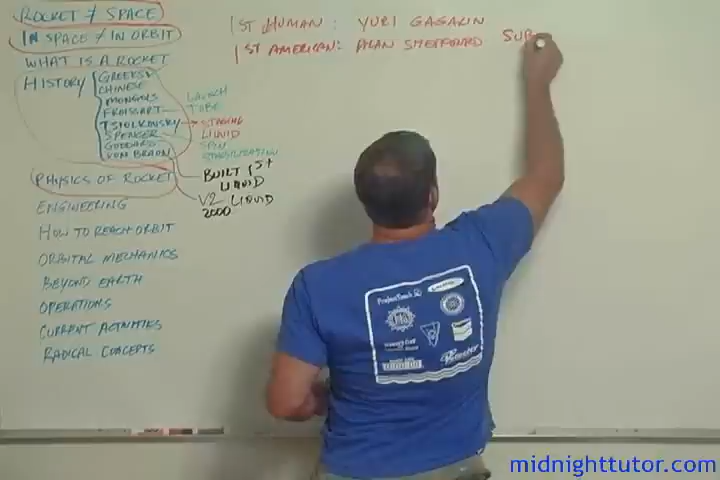 ROCKET ≠ SPACE
IN SPACE ≠ IN ORBIT
WHAT IS A ROCKET
HISTORY
GREEKS
CHINESE
MONGOLS
FROISSART
TSIOLKOVSKY
SPENCER
GODDARD
VON BRAUN
LAUNCH
TUBE
STAGING
LIQUID
SPIN
STABILIZATION
BUILT 1ST
LIQUID
V2 LIQUID
2000
PHYSICS OF ROCKET
ENGINEERING
HOW TO REACH ORBIT
ORBITAL MECHANICS
BEYOND EARTH
OPERATIONS
CURRENT ACTIVITIES
RADICAL CONCEPTS
1ST HUMAN: YURI GAGARIN
1ST AMERICAN: ALAN SHEPPARD SUB
midnighttutor.com